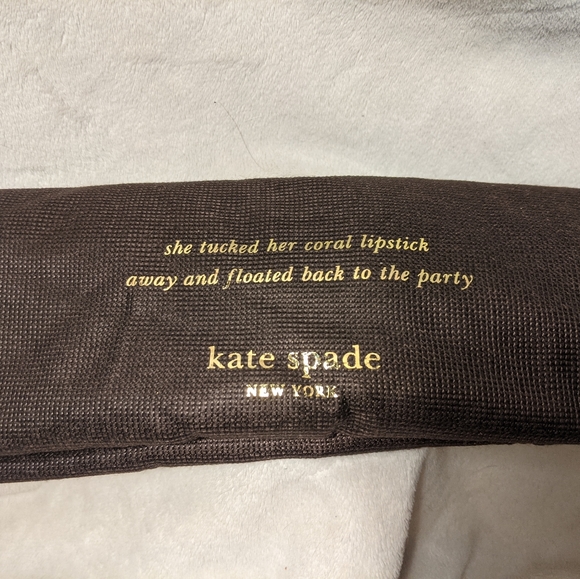 she tucked her coral lipstick
away and floated back to the party
kate spade
NEW YORK